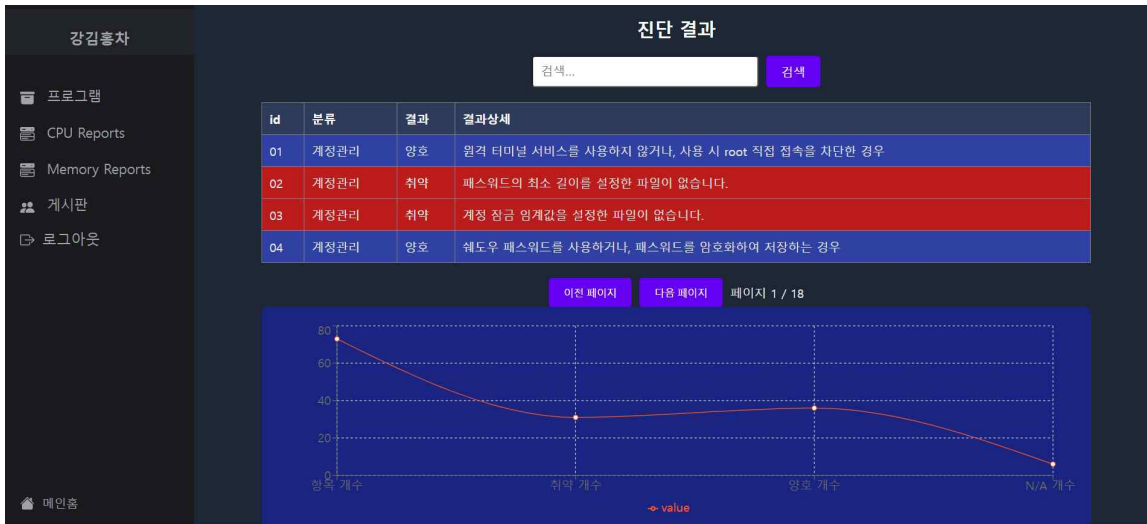 강김홍차
프로그램
CPU Reports
Memory Reports
게시판
로그아웃
메인홈
진단 결과
검색... 검색
id 분류 결과 결과상세
01 계정관리 양호 원격 터미널 서비스를 사용하지 않거나, 사용 시 root 직접 접속을 차단한 경우
02 계정관리 취약 패스워드의 최소 길이를 설정한 파일이 없습니다.
03 계정관리 취약 계정 잠금 임계값을 설정한 파일이 없습니다.
04 계정관리 양호 쉐도우 패스워드를 사용하거나, 패스워드를 암호화하여 저장하는 경우
이전 페이지 다음 페이지 페이지 1 / 18
80
60
40
20
0
항목 개수 취약 개수 양호 개수 N/A 개수
value